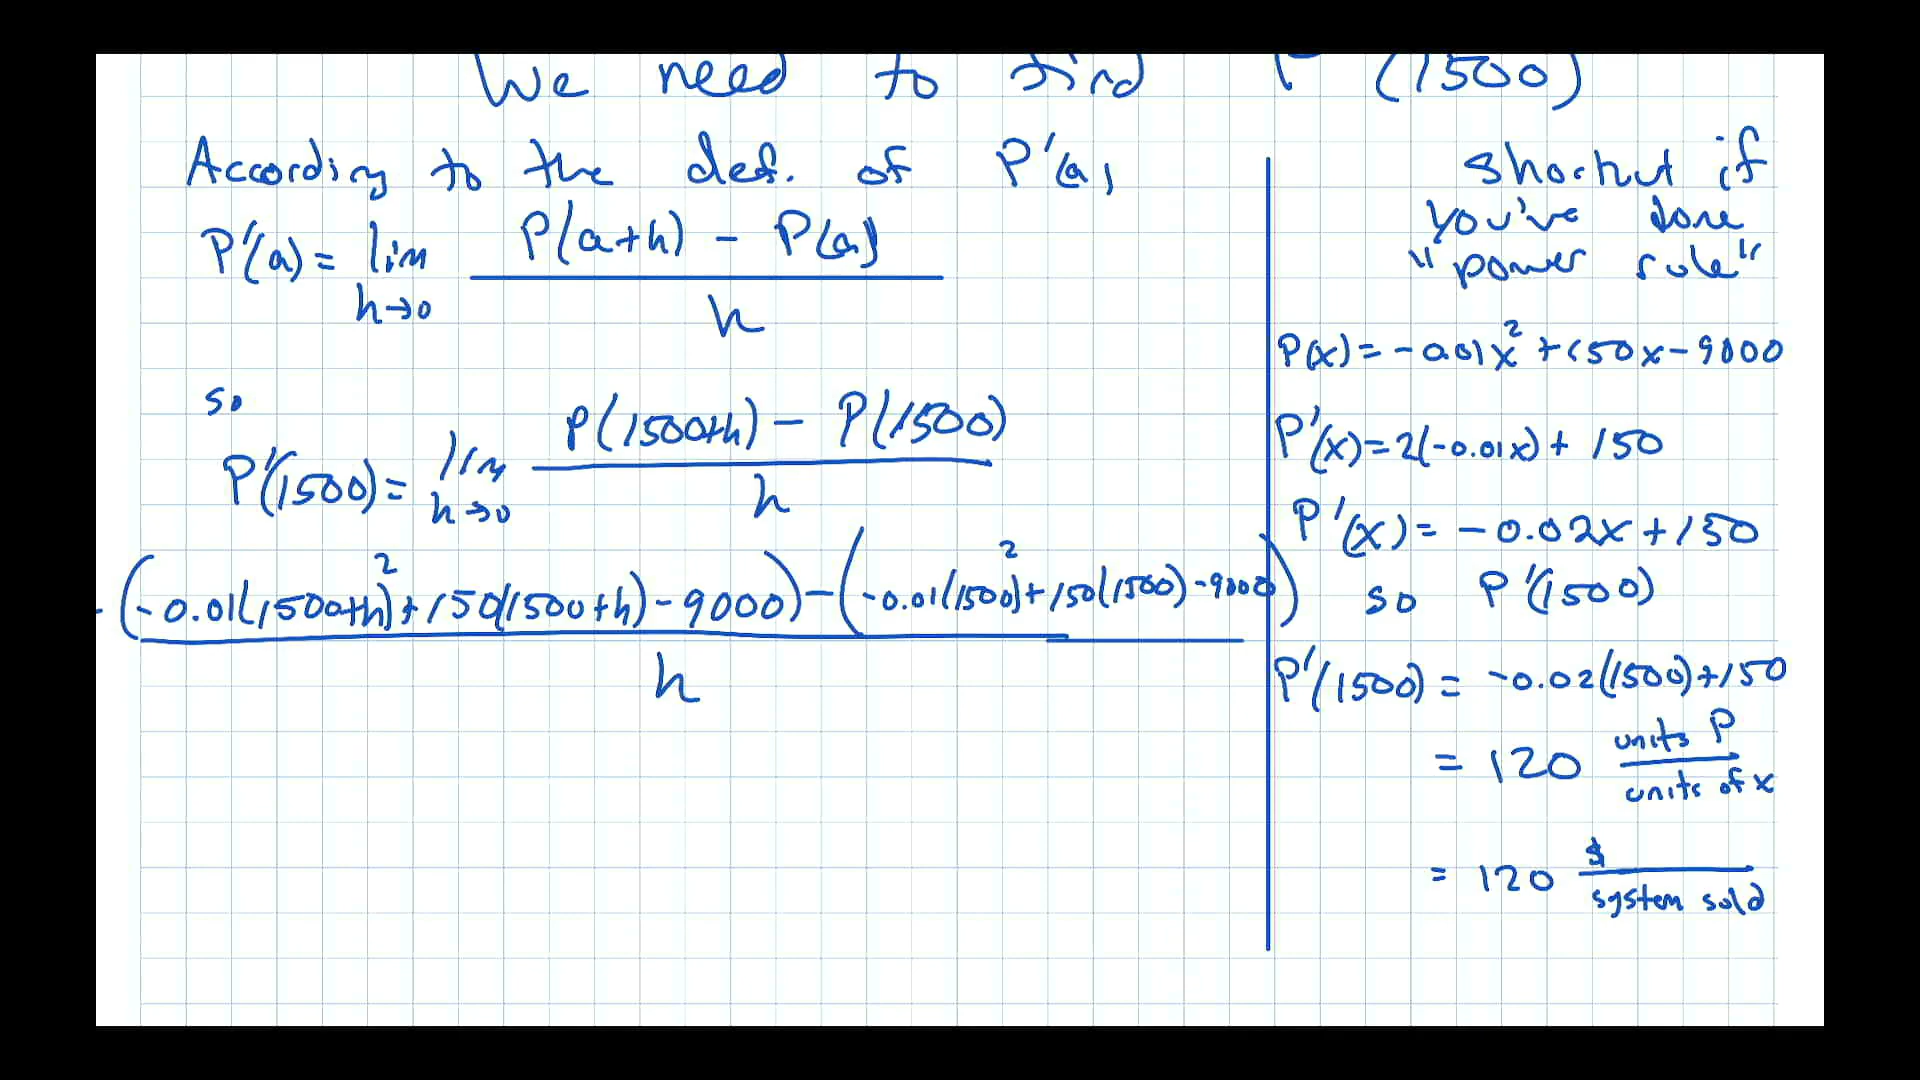 We need to find P'(1500)
According to the def. of P'(a)
P'(a) = lim h→0 P(a+h) - P(a) / h
so
P'(1500) = lim h→0 P(1500+h) - P(1500) / h
(-0.01(1500+h)² + 150(1500+h) - 9000) - (-0.01(1500)² + 150(1500) - 9000) / h
Shortcut if
you've done
"power rule"
P(x) = -0.01x² + 150x - 9000
P'(x) = 2(-0.01x) + 150
P'(x) = -0.02x + 150
so P'(1500)
P'(1500) = -0.02(1500) + 150
= 120 units P / units of x
= 120 $ / system sold